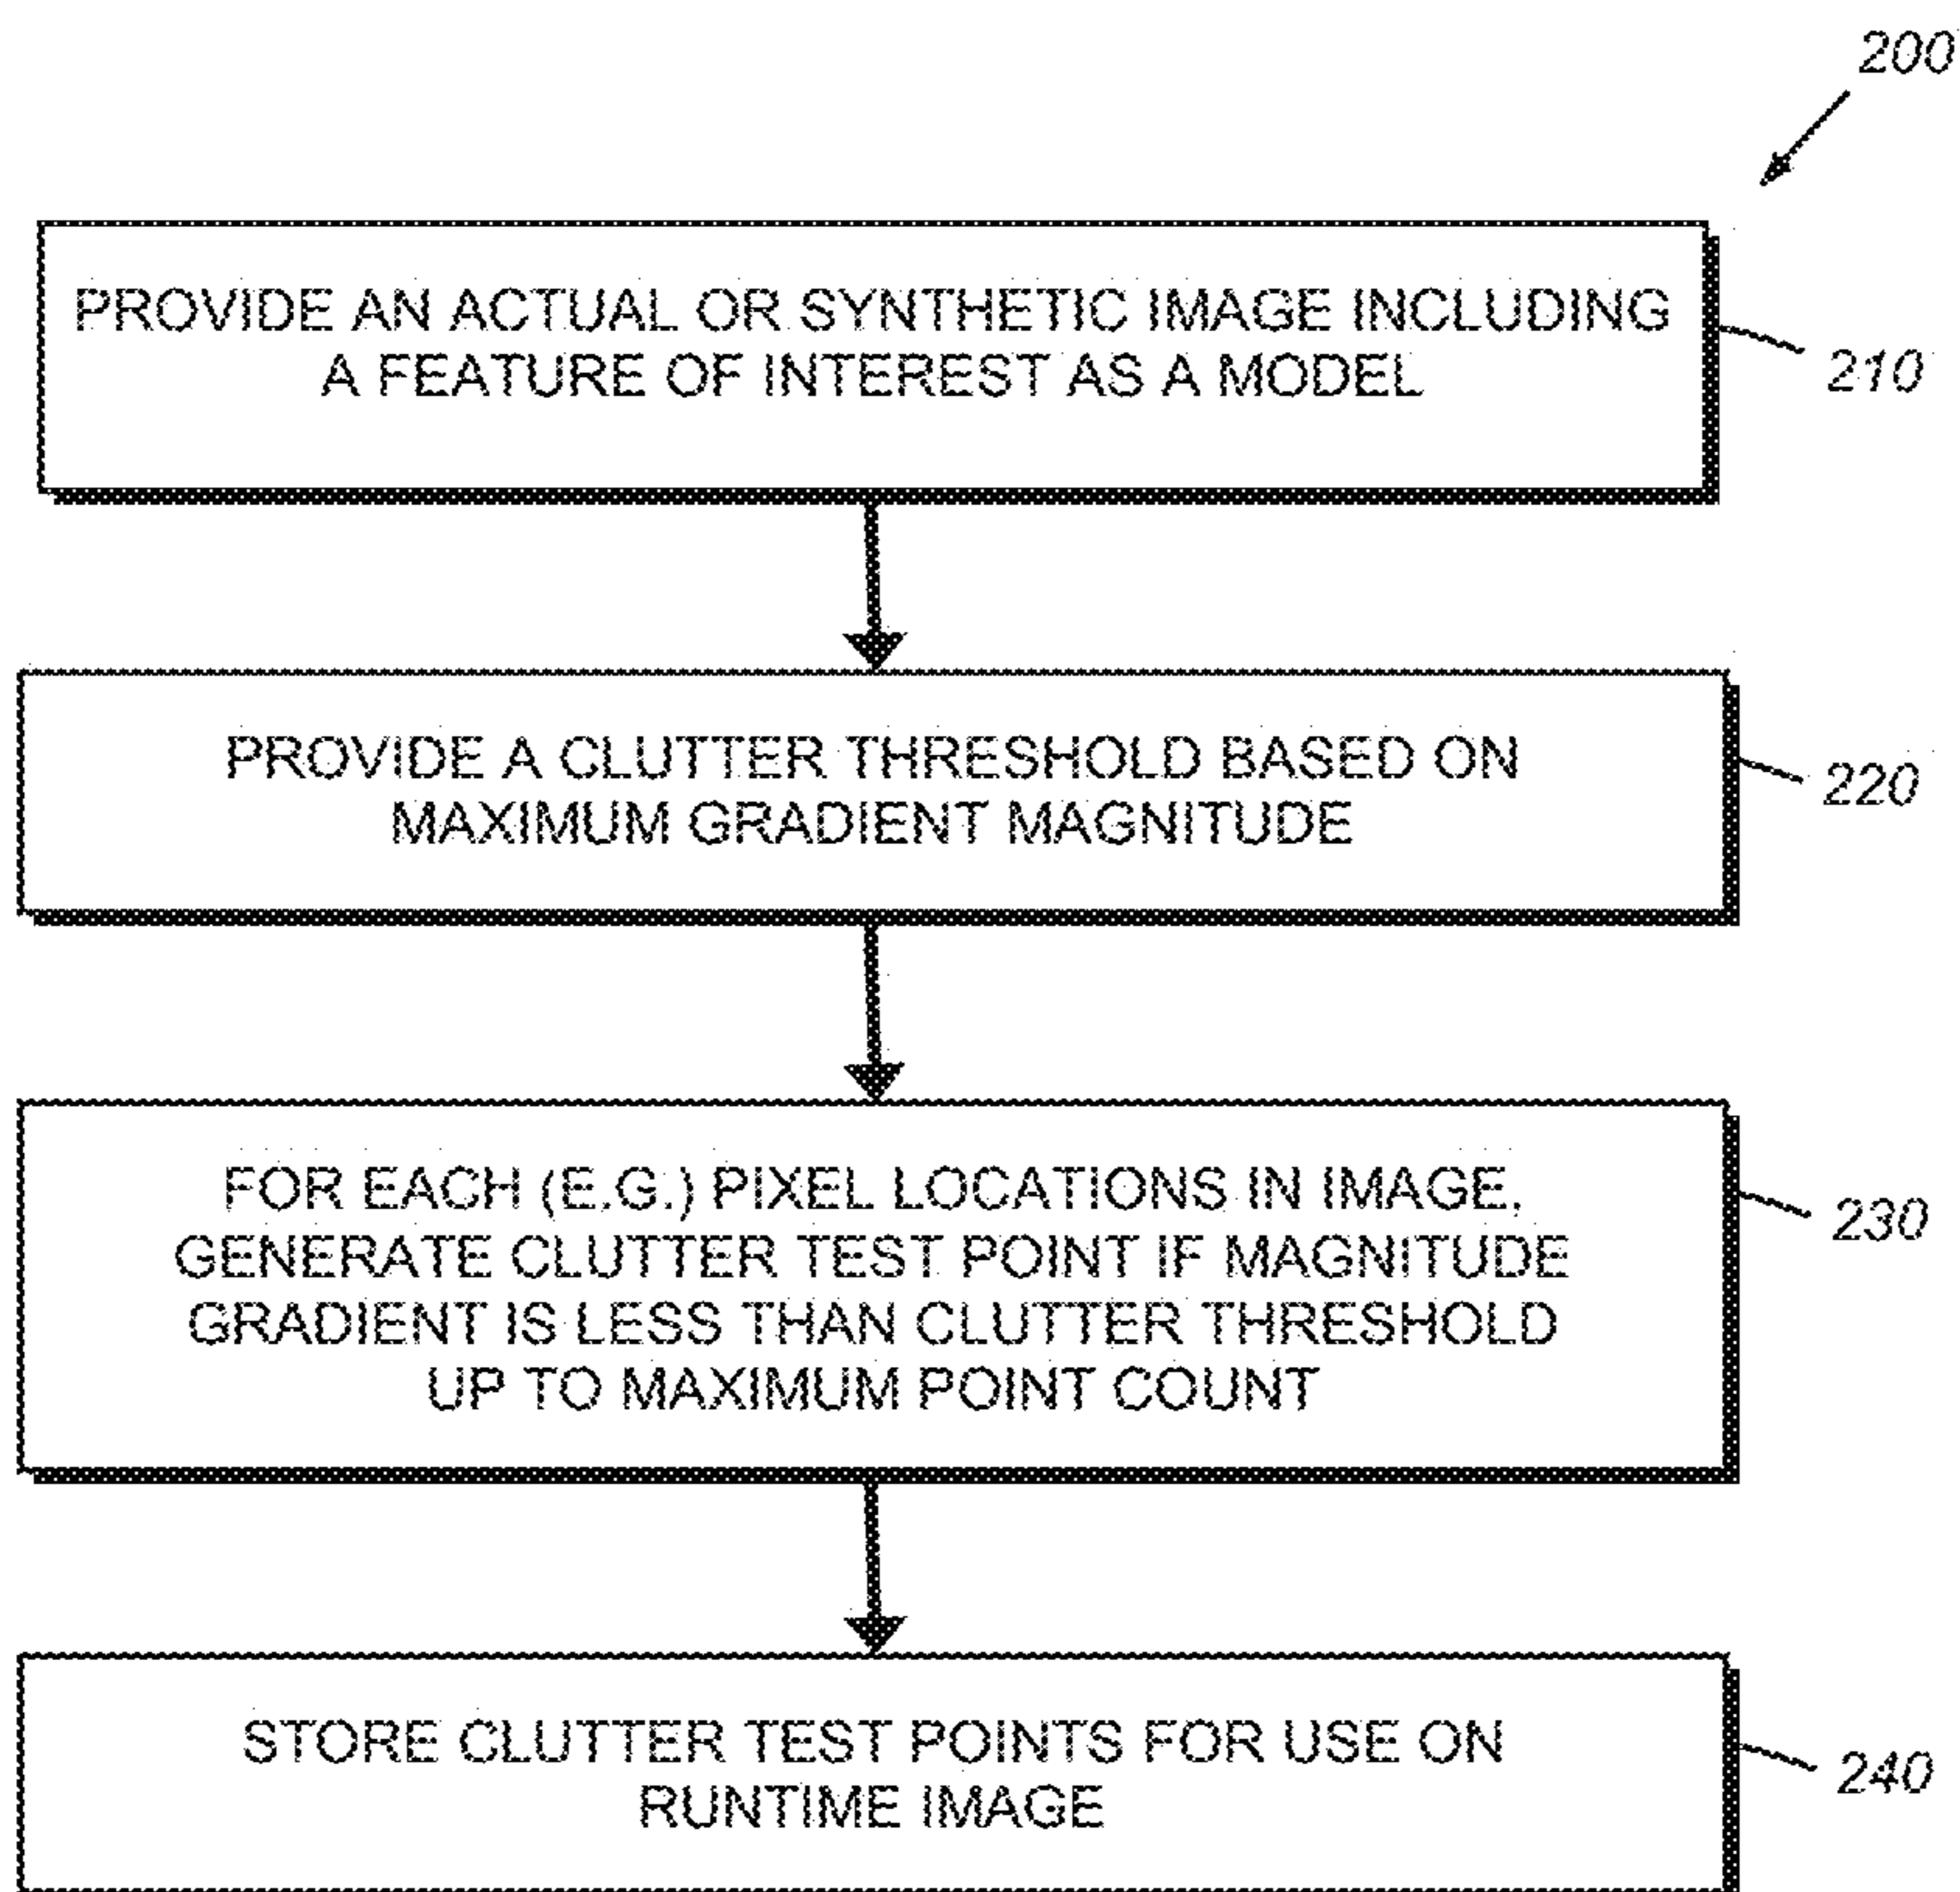 200
PROVIDE AN ACTUAL OR SYNTHETIC IMAGE INCLUDING
A FEATURE OF INTEREST AS A MODEL
210
PROVIDE A CLUTTER THRESHOLD BASED ON
MAXIMUM GRADIENT MAGNITUDE
220
FOR EACH (E.G.) PIXEL LOCATIONS IN IMAGE,
GENERATE CLUTTER TEST POINT IF MAGNITUDE
GRADIENT IS LESS THAN CLUTTER THRESHOLD
UP TO MAXIMUM POINT COUNT
230
STORE CLUTTER TEST POINTS FOR USE ON
RUNTIME IMAGE
240